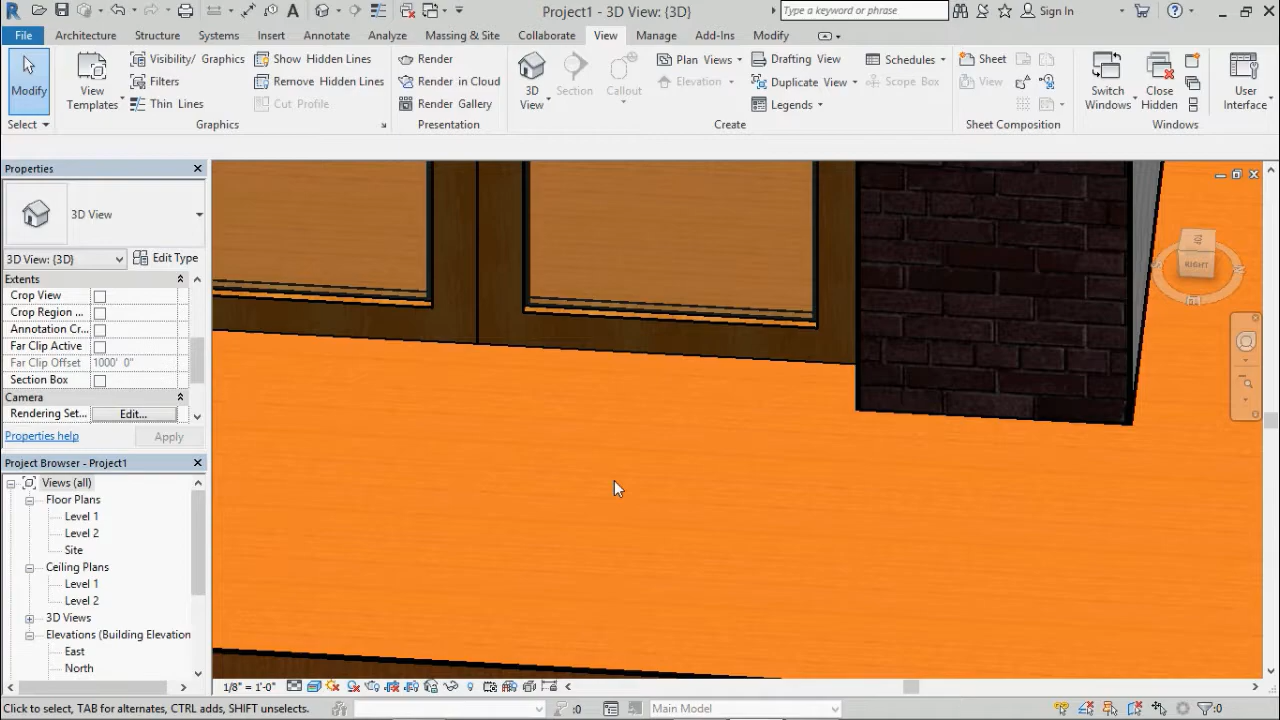 Project1 - 3D View: {3D}
Type a keyword or phrase
Sign In
File
Architecture
Structure
Systems
Insert
Annotate
Analyze
Massing & Site
Collaborate
View
Manage
Add-Ins
Modify
Modify
Select
View
Templates
Visibility/ Graphics
Filters
Thin Lines
Show Hidden Lines
Remove Hidden Lines
Cut Profile
Graphics
Render
Render in Cloud
Render Gallery
Presentation
3D
View
Section
Callout
Plan Views
Elevations
Drafting View
Duplicate View
Legends
Schedules
Scope Box
Create
Sheet
View
Sheet Composition
Switch
Windows
Close
Hidden
User
Interface
Windows
Properties
3D View
3D View: {3D}
Edit Type
Extents
Crop View
Crop Region ...
Annotation Cr...
Far Clip Active
Far Clip Offset 1000' 0"
Section Box
Camera
Rendering Set... Edit...
Properties help
Apply
Project Browser - Project1
Views (all)
Floor Plans
Level 1
Level 2
Site
Ceiling Plans
Level 1
Level 2
3D Views
Elevations (Building Elevation
East
North
RIGHT
1/8" = 1'-0"
Click to select, TAB for alternates, CTRL adds, SHIFT unselects.
:0
Main Model
:0